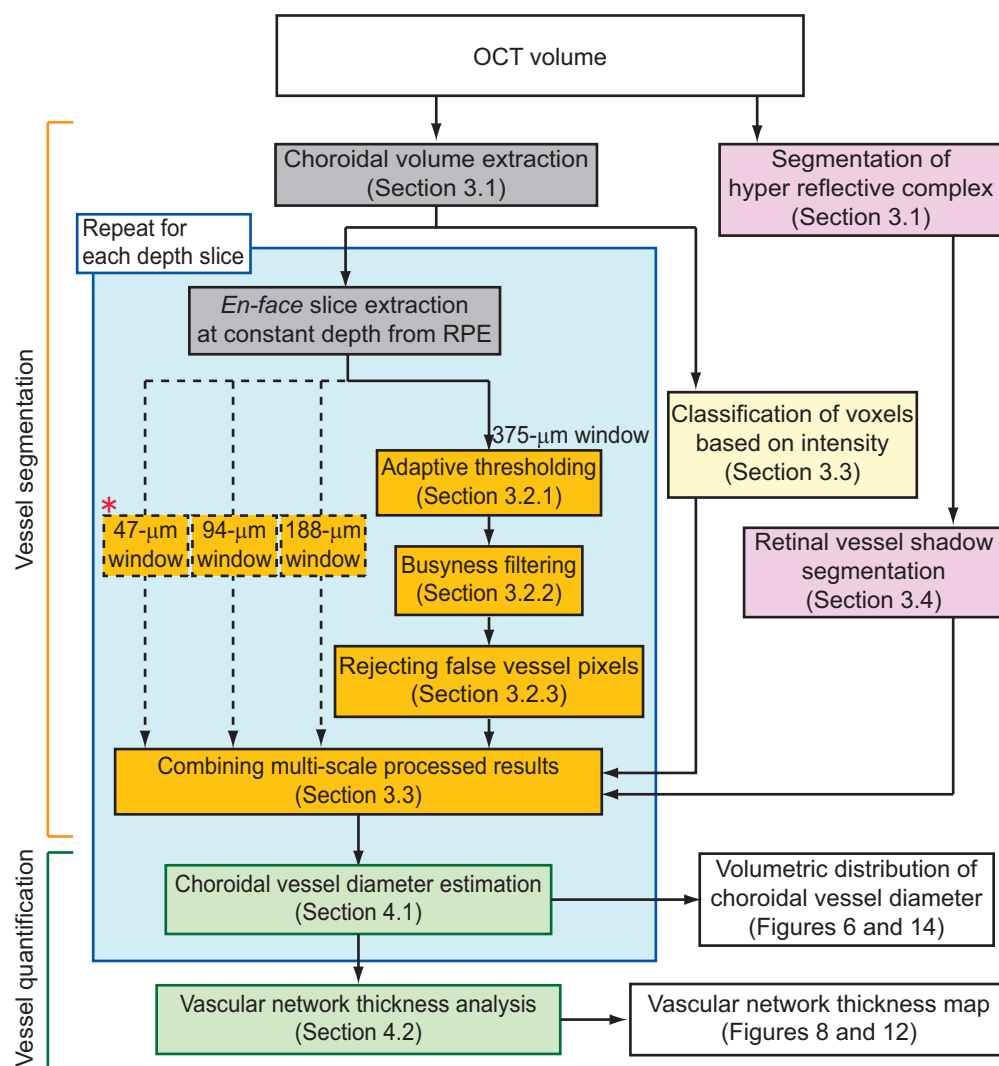 OCT volume
Choroidal volume extraction
(Section 3.1)
Segmentation of
hyper reflective complex
(Section 3.1)
Repeat for
each depth slice
En-face slice extraction
at constant depth from RPE
Vessel segmentation
375-μm window
Classification of voxels
based on intensity
(Section 3.3)
Adaptive thresholding
(Section 3.2.1)
*
47-μm
window
94-μm
window
188-μm
window
Busyness filtering
(Section 3.2.2)
Retinal vessel shadow
segmentation
(Section 3.4)
Rejecting false vessel pixels
(Section 3.2.3)
Combining multi-scale processed results
(Section 3.3)
Vessel quantification
Choroidal vessel diameter estimation
(Section 4.1)
Volumetric distribution of
choroidal vessel diameter
(Figures 6 and 14)
Vascular network thickness analysis
(Section 4.2)
Vascular network thickness map
(Figures 8 and 12)